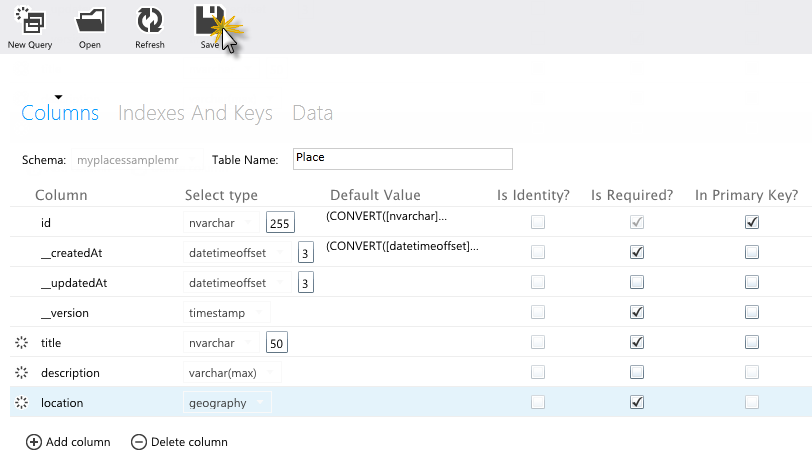 New Query Open Refresh Save
Columns Indexes And Keys Data
Schema: myplacessamplemr Table Name: Place
Column Select type Default Value Is Identity? Is Required? In Primary Key?
id nvarchar 255 (CONVERT([nvarchar]...
__createdAt datetimeoffset 3 (CONVERT([datetimeoffset]...
__updatedAt datetimeoffset 3
__version timestamp
title nvarchar 50
description varchar(max)
location geography
Add column Delete column